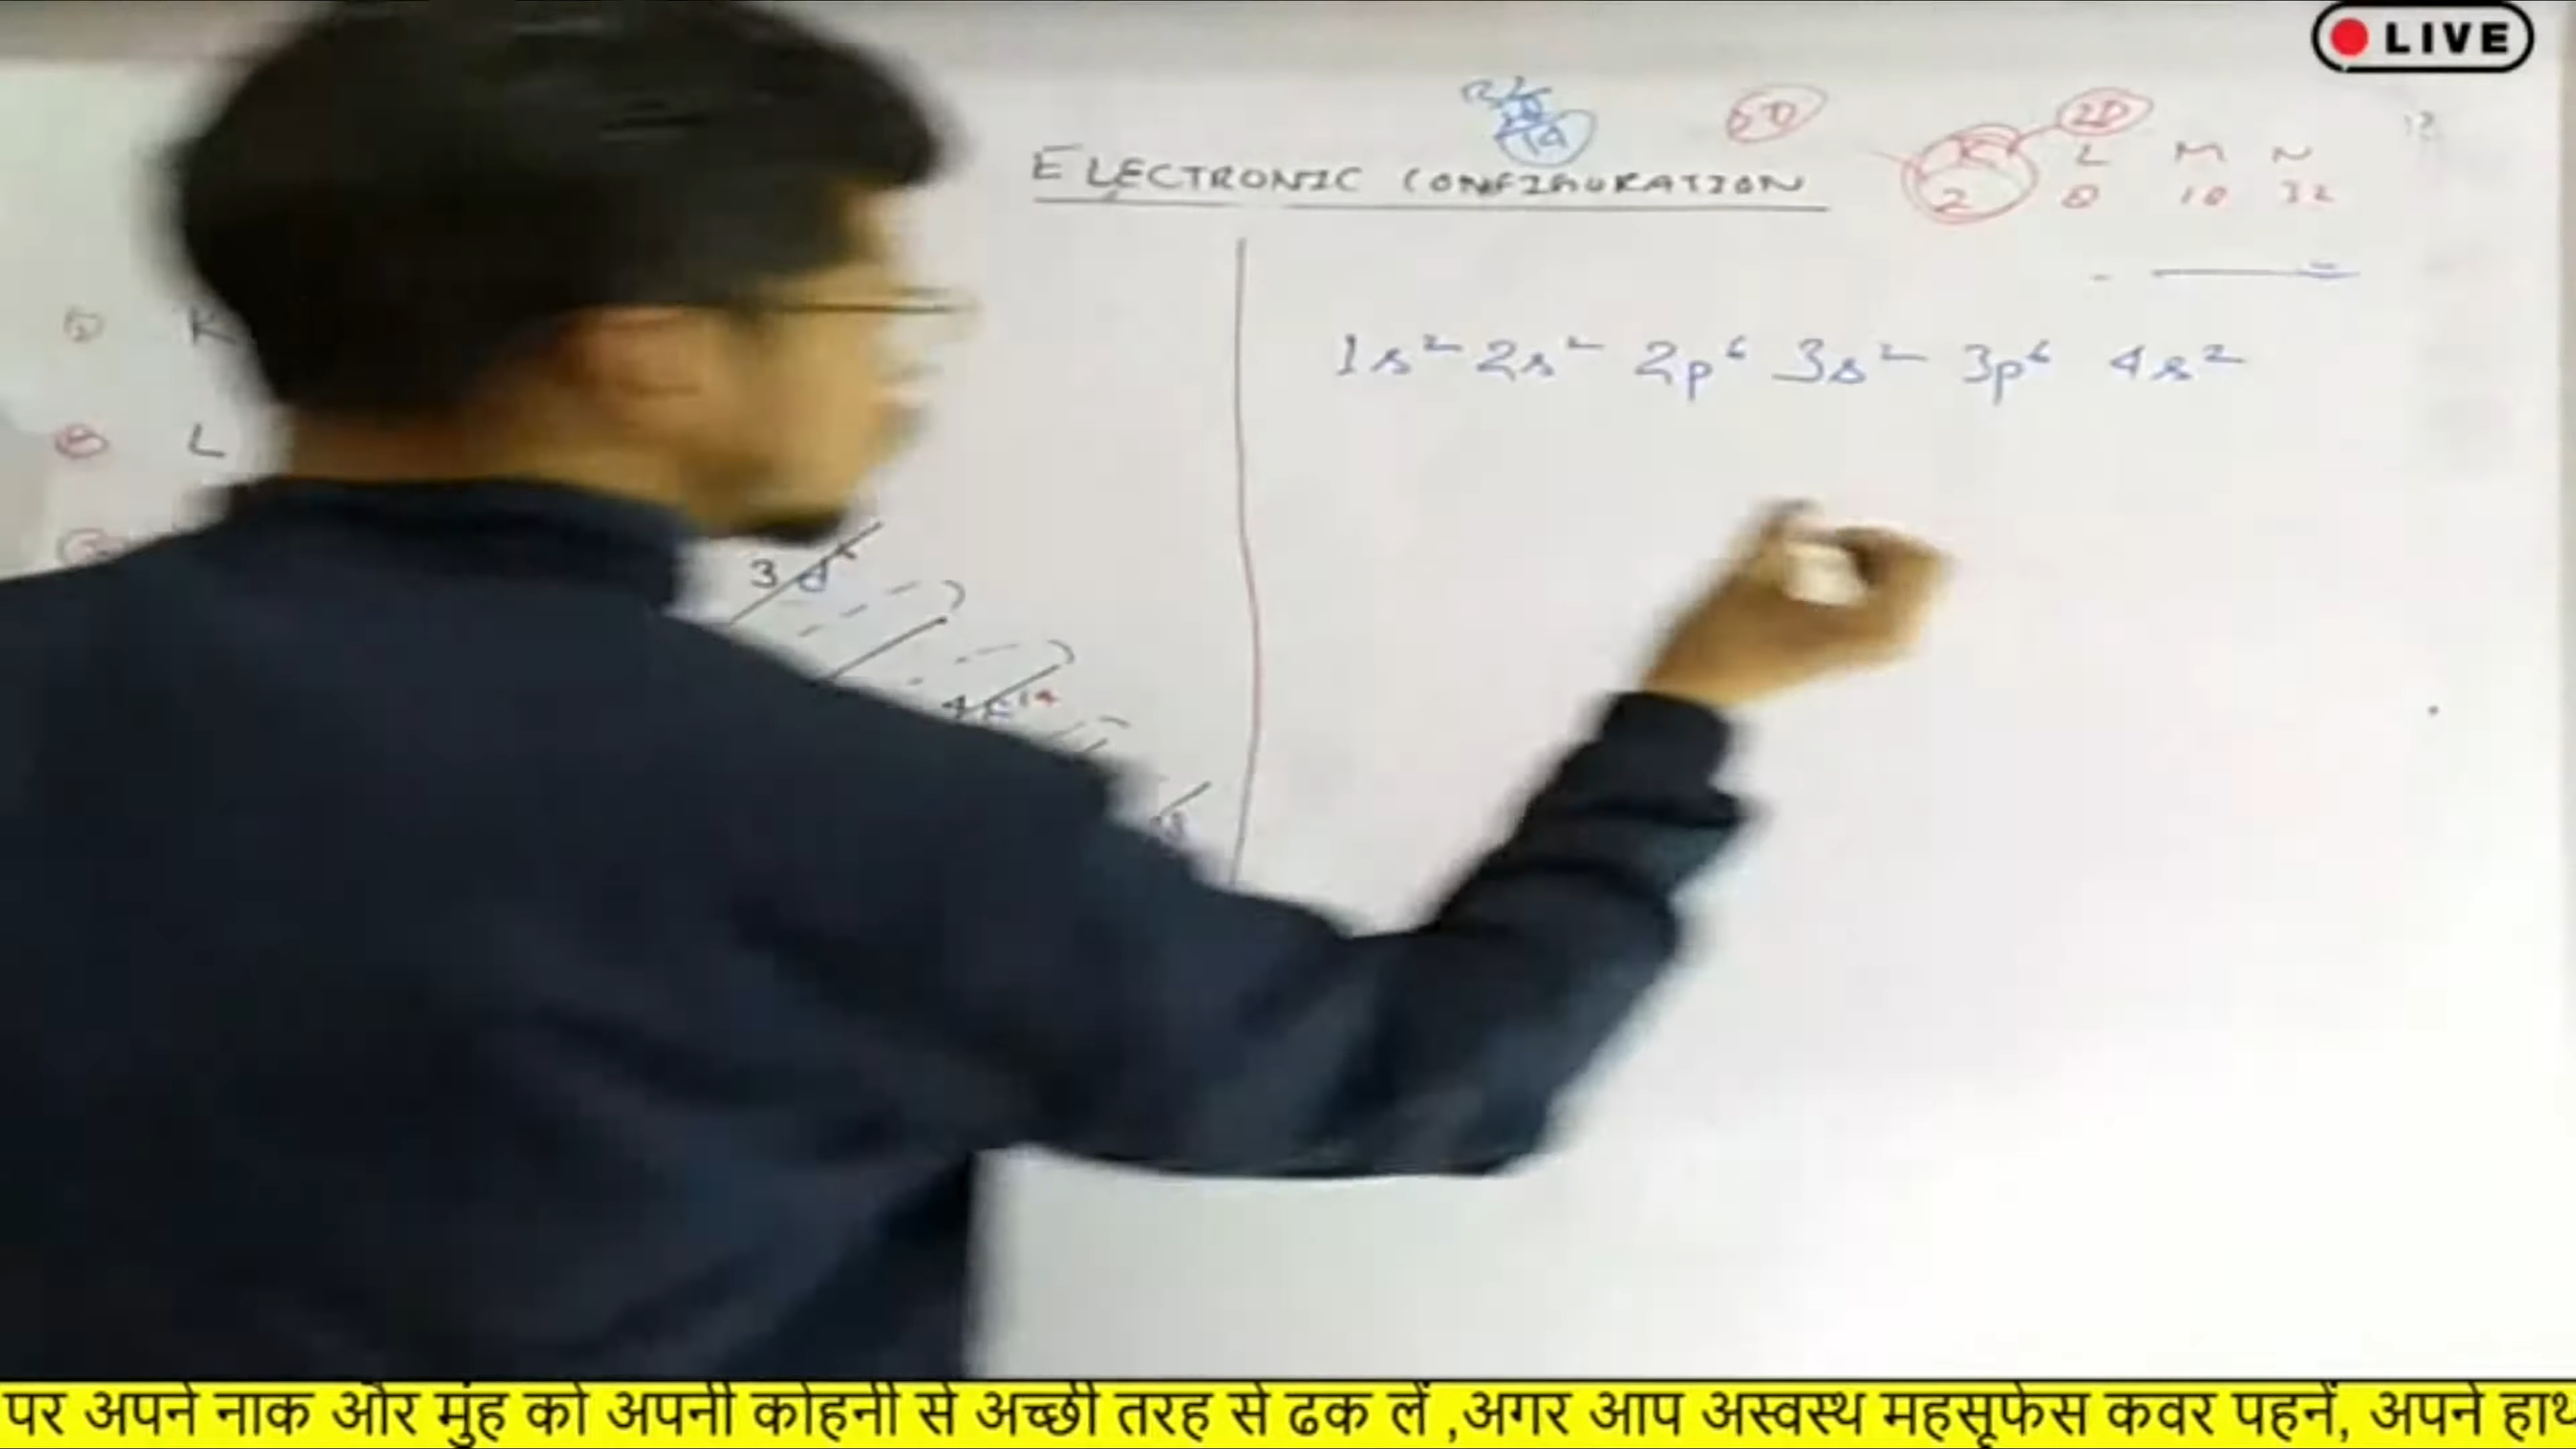 LIVE
ELECTRONIC CONFIGURATION
K L M N
2 8 18 32
1s² 2s² 2p⁶ 3s² 3p⁶ 4s²
K
L
3d
पर अपने नाक और मुंह को अपनी कोहनी से अच्छी तरह से ढक लें ,अगर आप अस्वस्थ महसूफेस कवर पहनें, अपने हाथ